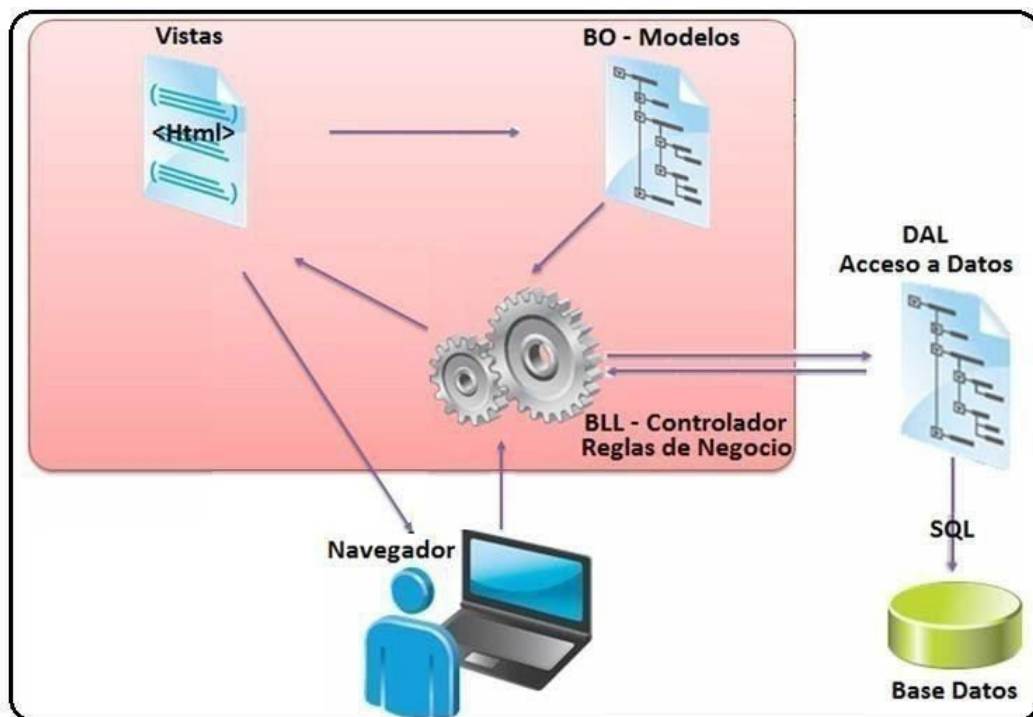 Vistas
BO - Modelos
<Html>
DAL
Acceso a Datos
BLL - Controlador
Reglas de Negocio
SQL
Navegador
Base Datos